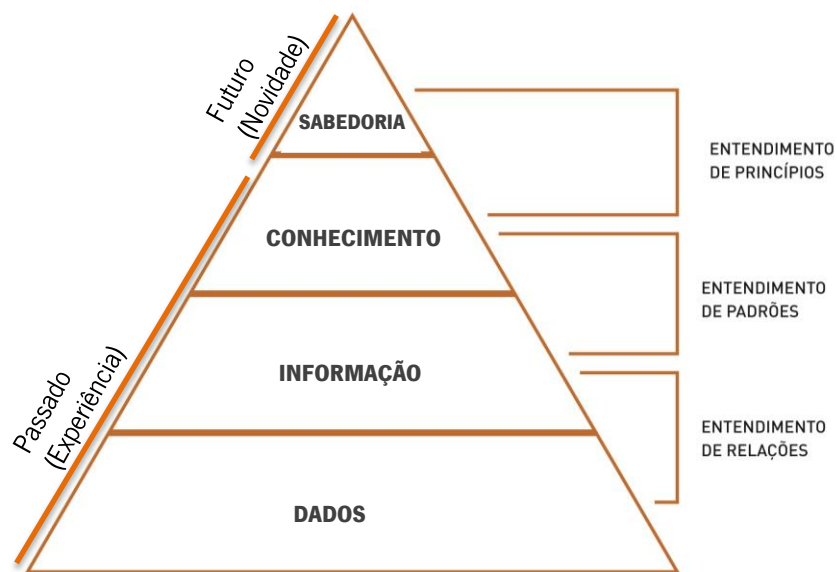 Futuro
(Novidade)
SABEDORIA
ENTENDIMENTO
DE PRINCÍPIOS
CONHECIMENTO
ENTENDIMENTO
DE PADRÕES
Passado
(Experiência)
INFORMAÇÃO
ENTENDIMENTO
DE RELAÇÕES
DADOS